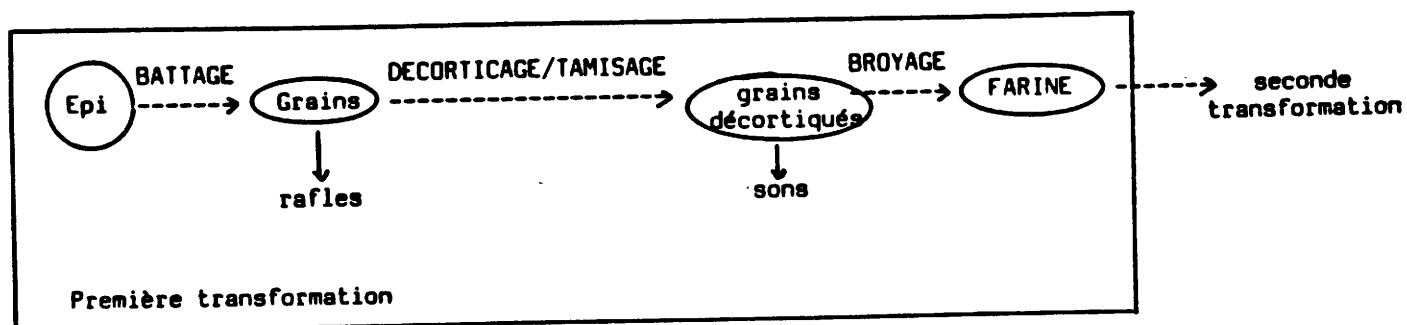 BATTAGE
DECORTICAGE/TAMISAGE
BROYAGE
Epi
Grains
grains
décortiqués
FARINE
seconde
transformation
rafles
sons
Première transformation